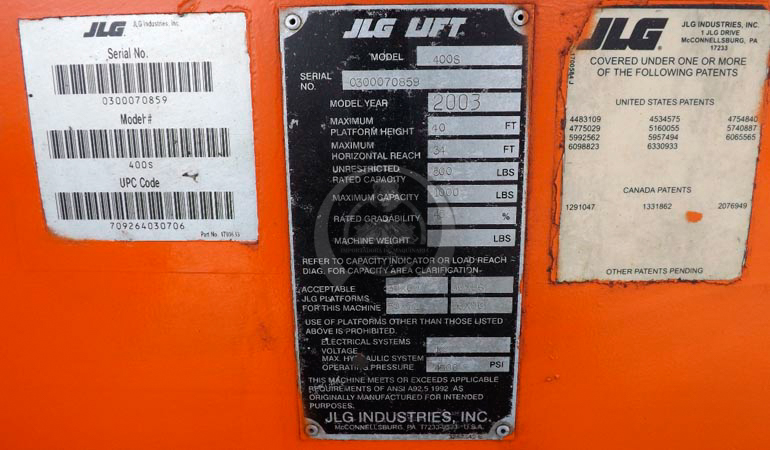 JLG JLG Industries, Inc.
Serial No.
0300070859
Model #
400S
UPC Code
709264030706
Part No.
JLG LIFT
MODEL 400S
SERIAL NO. 0300070859
MODEL YEAR 2003
MAXIMUM PLATFORM HEIGHT 40 FT
MAXIMUM HORIZONTAL REACH 34 FT
UNRESTRICTED RATED CAPACITY LBS
MAXIMUM CAPACITY 1000 LBS
RATED GRADABILITY %
MACHINE WEIGHT LBS
REFER TO CAPACITY INDICATOR OR LOAD REACH
DIAG. FOR CAPACITY AREA CLARIFICATION-
ACCEPTABLE
JLG PLATFORMS
FOR THIS MACHINE
USE OF PLATFORMS OTHER THAN THOSE LISTED
ABOVE IS PROHIBITED.
ELECTRICAL SYSTEMS
VOLTAGE
MAX. HYDRAULIC SYSTEM
OPERATING PRESSURE PSI
THIS MACHINE MEETS OR EXCEEDS APPLICABLE
REQUIREMENTS OF ANSI A92.5 1992 AS
ORIGINALLY MANUFACTURED FOR INTENDED
PURPOSES.
JLG INDUSTRIES, INC.
McCONNELLSBURG, PA U.S.A.
JLG JLG INDUSTRIES, INC.
1 JLG DRIVE
McCONNELLSBURG, PA
17233
COVERED UNDER ONE OR MORE
OF THE FOLLOWING PATENTS
UNITED STATES PATENTS
4483109 4534575 4754840
4775029 5160055 5740887
5992562 5957494 6065565
6098823 6330933
CANADA PATENTS
1291047 1331862 2076949
OTHER PATENTS PENDING